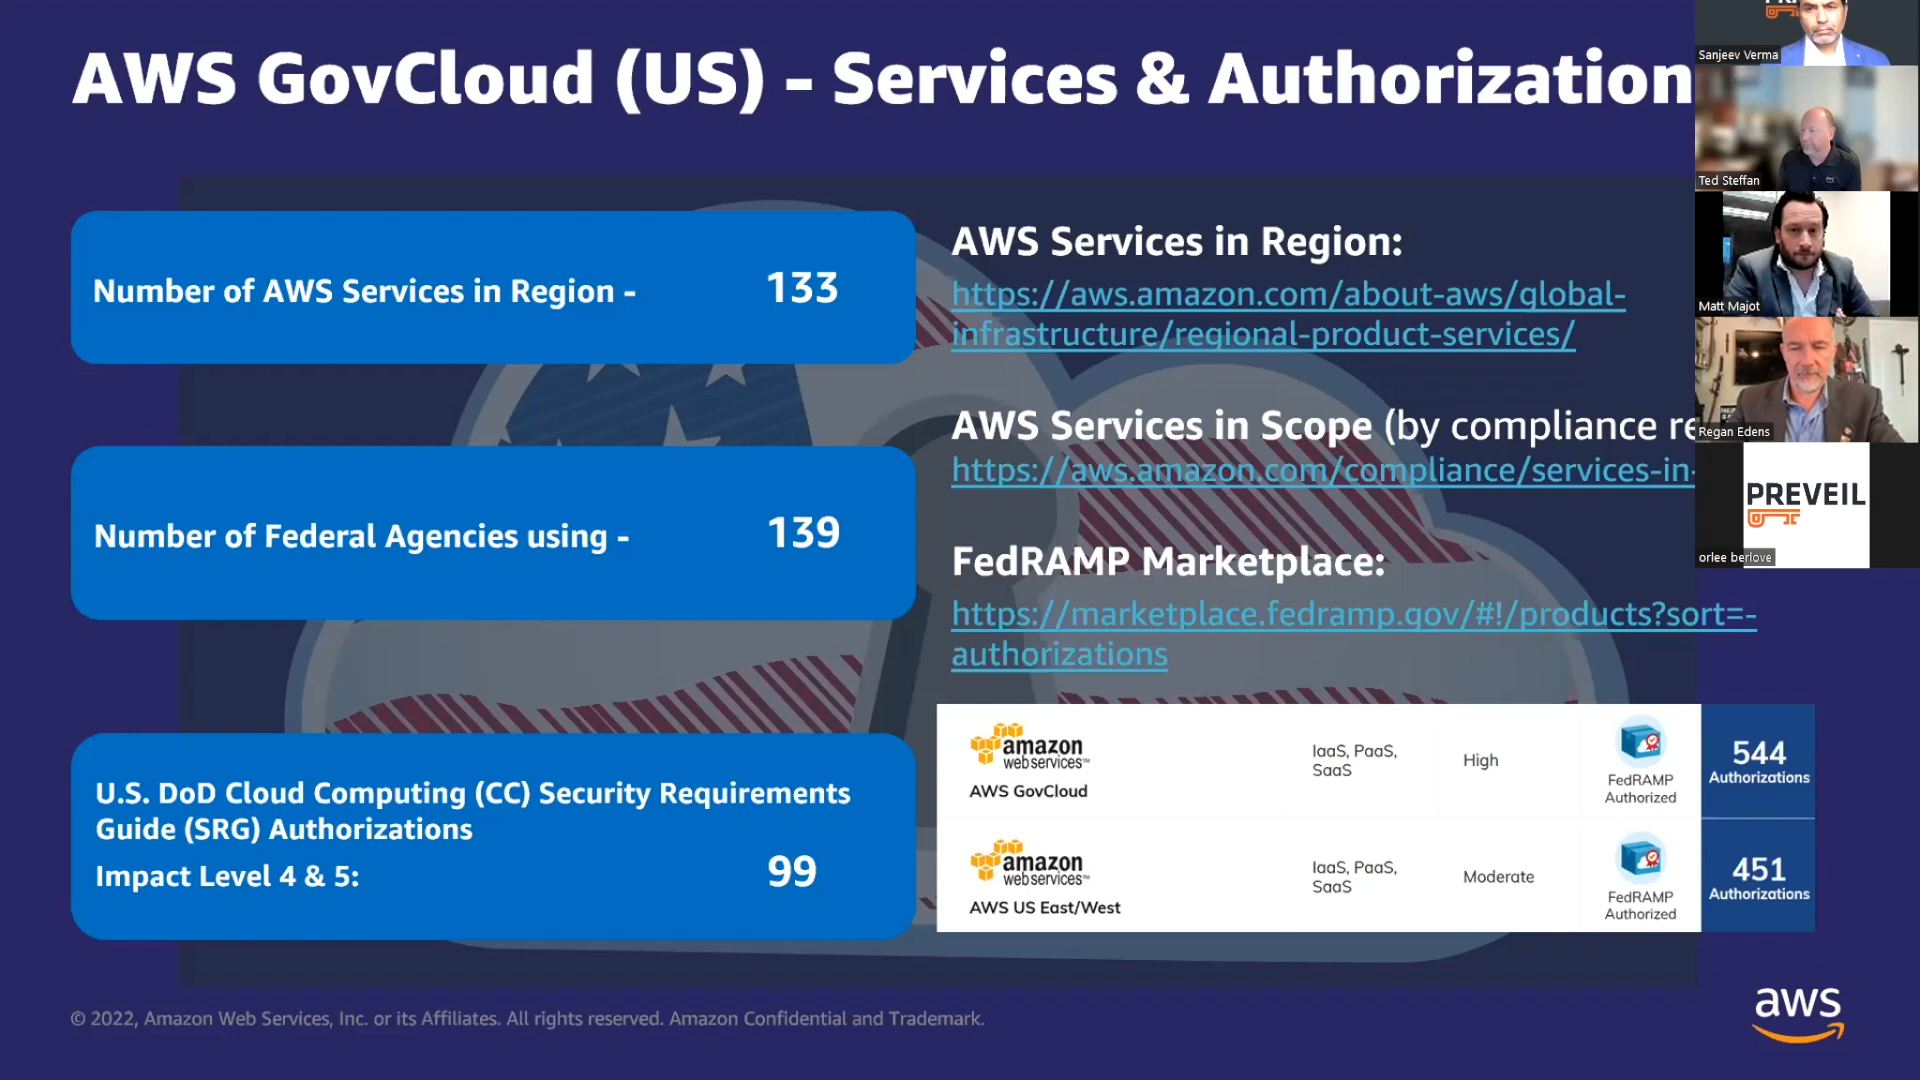 AWS GovCloud (US) - Services & Authorization
Number of AWS Services in Region - 133
Number of Federal Agencies using - 139
U.S. DoD Cloud Computing (CC) Security Requirements
Guide (SRG) Authorizations
Impact Level 4 & 5: 99
AWS Services in Region:
https://aws.amazon.com/about-aws/global-
infrastructure/regional-product-services/
AWS Services in Scope (by compliance re
https://aws.amazon.com/compliance/services-in-
FedRAMP Marketplace:
https://marketplace.fedramp.gov/#!/products?sort=-
authorizations
amazon
web services™
AWS GovCloud
IaaS, PaaS,
SaaS
High
FedRAMP
Authorized
544
Authorizations
amazon
web services™
AWS US East/West
IaaS, PaaS,
SaaS
Moderate
FedRAMP
Authorized
451
Authorizations
© 2022, Amazon Web Services, Inc. or its Affiliates. All rights reserved. Amazon Confidential and Trademark.
aws
Sanjeev Verma
Ted Steffan
Matt Majot
Regan Edens
PREVEIL
orlee berlove